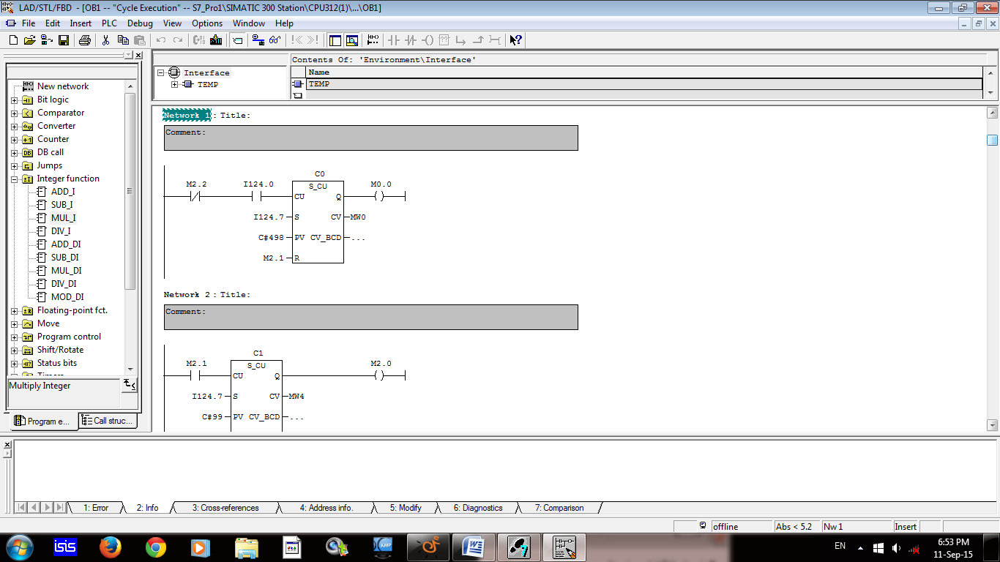 LAD/STL/FBD - [OB1 -- "Cycle Execution" -- S7_Pro1\SIMATIC 300 Station\CPU312(1)\...\OB1]
File Edit Insert PLC Debug View Options Window Help
New network
Bit logic
Comparator
Converter
Counter
DB call
Jumps
Integer function
ADD_I
SUB_I
MUL_I
DIV_I
ADD_DI
SUB_DI
MUL_DI
DIV_DI
MOD_DI
Floating-point fct.
Move
Program control
Shift/Rotate
Status bits
Multiply Integer
Program e...
Call struc...
Interface
TEMP
Contents Of: 'Environment\Interface'
Name
TEMP
Network 1 : Title:
Comment:
C0
M2.2 I124.0 S_CU M0.0
CU Q
I124.7 S CV MW0
C#498 PV CV_BCD ...
M2.1 R
Network 2 : Title:
Comment:
C1
M2.1 S_CU M2.0
CU Q
I124.7 S CV MW4
C#99 PV CV_BCD ...
1: Error 2: Info 3: Cross-references 4: Address info. 5: Modify 6: Diagnostics 7: Comparison
offline Abs < 5.2 Nw 1 Insert
isis
KMP
EN
6:53 PM
11-Sep-15